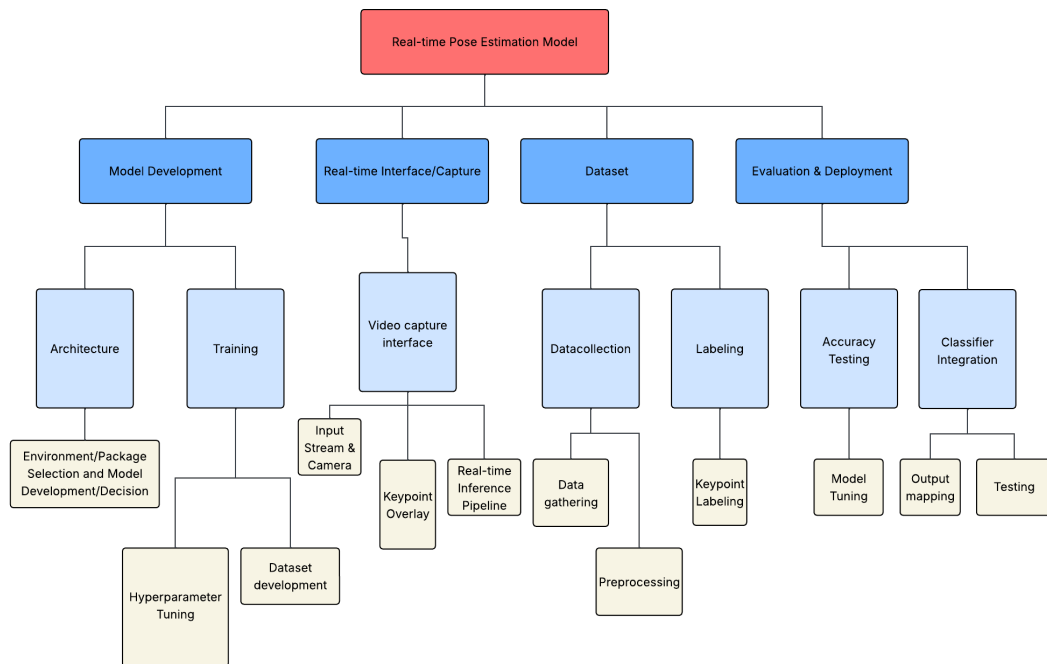 Real-time Pose Estimation Model
Model Development
Real-time Interface/Capture
Dataset
Evaluation & Deployment
Architecture
Training
Video capture
interface
Datacollection
Labeling
Accuracy
Testing
Classifier
Integration
Environment/Package
Selection and Model
Development/Decision
Input
Stream &
Camera
Keypoint
Overlay
Real-time
Inference
Pipeline
Data
gathering
Keypoint
Labeling
Model
Tuning
Output
mapping
Testing
Hyperparameter
Tuning
Dataset
development
Preprocessing